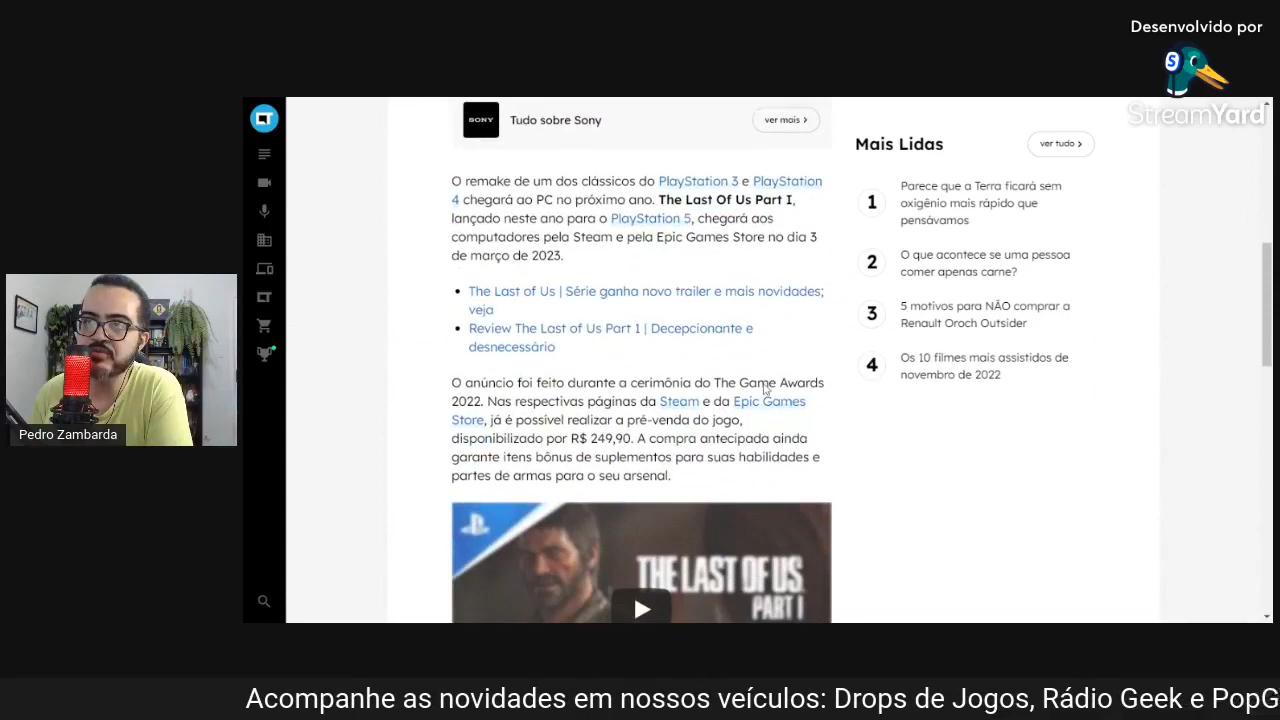 Desenvolvido por
S
StreamYard
SONY
Tudo sobre Sony
ver mais >
O remake de um dos clássicos do PlayStation 3 e PlayStation
4 chegará ao PC no próximo ano. The Last Of Us Part I,
lançado neste ano para o PlayStation 5, chegará aos
computadores pela Steam e pela Epic Games Store no dia 3
de março de 2023.
The Last of Us | Série ganha novo trailer e mais novidades;
veja
Review The Last of Us Part 1 | Decepcionante e
desnecessário
O anúncio foi feito durante a cerimônia do The Game Awards
2022. Nas respectivas páginas da Steam e da Epic Games
Store, já é possível realizar a pré-venda do jogo,
disponibilizado por R$ 249,90. A compra antecipada ainda
garante itens bônus de suplementos para suas habilidades e
partes de armas para o seu arsenal.
THE LAST OF US
PART I
Mais Lidas
ver tudo >
1
Parece que a Terra ficará sem
oxigênio mais rápido que
pensávamos
2
O que acontece se uma pessoa
comer apenas carne?
3
5 motivos para NÃO comprar a
Renault Oroch Outsider
4
Os 10 filmes mais assistidos de
novembro de 2022
Pedro Zambarda
Acompanhe as novidades em nossos veículos: Drops de Jogos, Rádio Geek e PopG